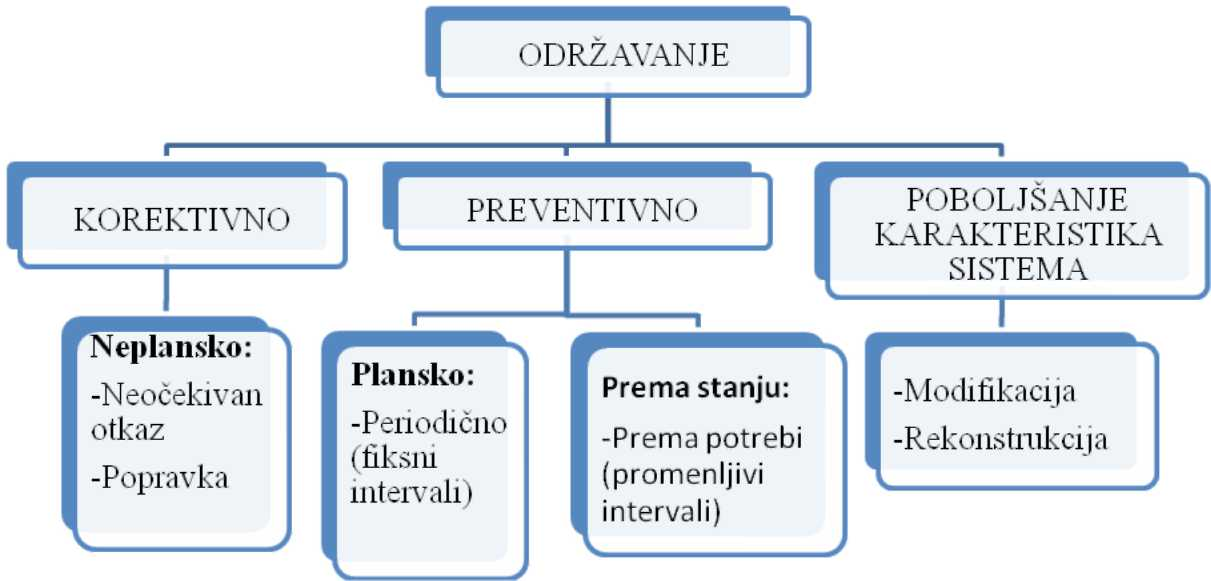 ODRŽAVANJE
KOREKTIVNO
PREVENTIVNO
POBOLJŠANJE
KARAKTERISTIKA
SISTEMA
Neplansko:
-Neočekivan
otkaz
-Popravka
Plansko:
-Periodično
(fiksni
intervali)
Prema stanju:
-Prema potrebi
(promenljivi
intervali)
-Modifikacija
-Rekonstrukcija